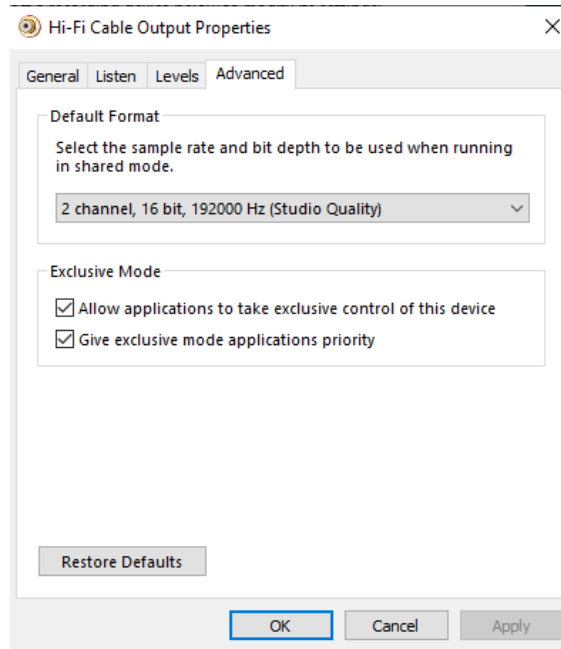 Hi-Fi Cable Output Properties
General Listen Levels Advanced
Default Format
Select the sample rate and bit depth to be used when running
in shared mode.
2 channel, 16 bit, 192000 Hz (Studio Quality)
Exclusive Mode
Allow applications to take exclusive control of this device
Give exclusive mode applications priority
Restore Defaults
OK Cancel Apply